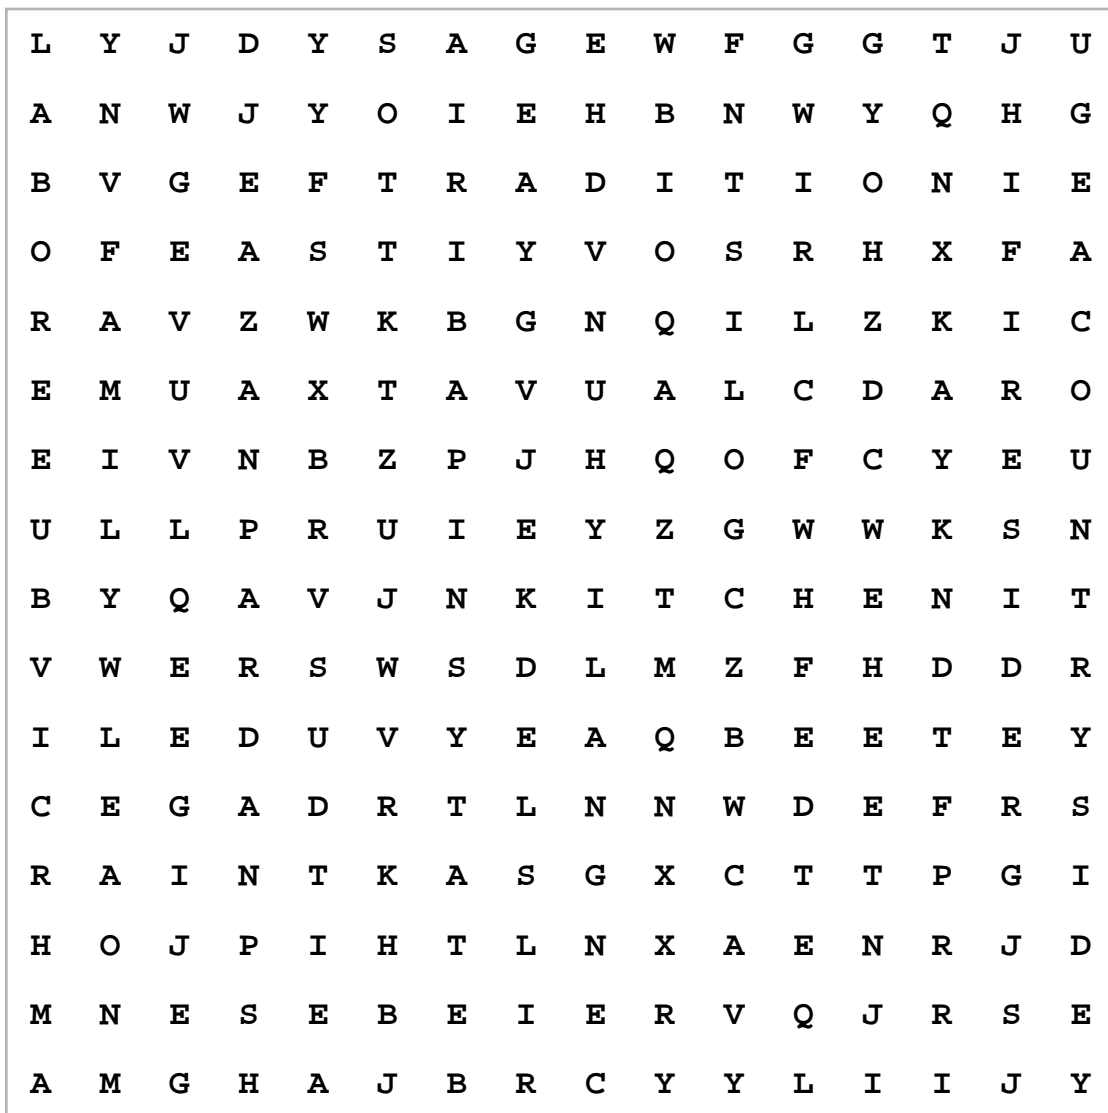 L Y J D Y S A G E W F G G T J U
A N W J Y O I E H B N W Y Q H G
B V G E F T R A D I T I O N I E
O F E A S T I Y V O S R H X F A
R A V Z W K B G N Q I L Z K I C
E M U A X T A V U A L C D A R O
E I V N B Z P J H Q O F C Y E U
U L L P R U I E Y Z G W W K S N
B Y Q A V J N K I T C H E N I T
V W E R S W S D L M Z F H D D R
I L E D U V Y E A Q B E E T E Y
C E G A D R T L N N W D E F R S
R A I N T K A S G X C T T P G I
H O J P I H T L N X A E N R J D
M N E S E B E I E R V Q J R S E
A M G H A J B R C Y Y L I I J Y